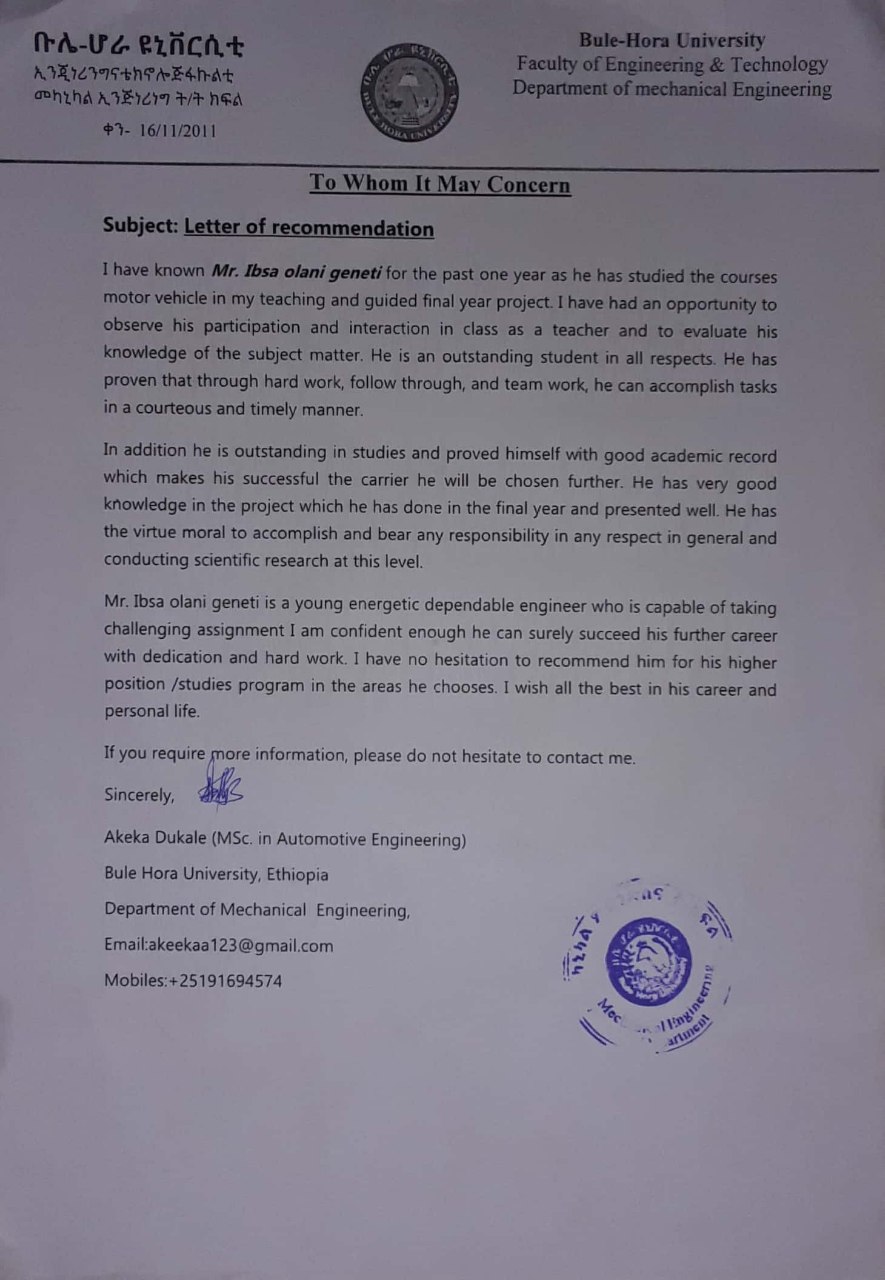 ቡሌ-ሆራ ዩኒቨርሲቲ
ኢንጂነሪንግናቴክኖሎጅፋኩልቲ
መካኒካል ኢንጅነሪነግ ት/ት ክፍል
ቀን- 16/11/2011
ቡሌ ሆራ ዩኒቨርሲቲ
BULE HORA UNIVERSITY
Bule-Hora University
Faculty of Engineering & Technology
Department of mechanical Engineering
To Whom It May Concern
Subject: Letter of recommendation
I have known Mr. Ibsa olani geneti for the past one year as he has studied the courses
motor vehicle in my teaching and guided final year project. I have had an opportunity to
observe his participation and interaction in class as a teacher and to evaluate his
knowledge of the subject matter. He is an outstanding student in all respects. He has
proven that through hard work, follow through, and team work, he can accomplish tasks
in a courteous and timely manner.
In addition he is outstanding in studies and proved himself with good academic record
which makes his successful the carrier he will be chosen further. He has very good
knowledge in the project which he has done in the final year and presented well. He has
the virtue moral to accomplish and bear any responsibility in any respect in general and
conducting scientific research at this level.
Mr. Ibsa olani geneti is a young energetic dependable engineer who is capable of taking
challenging assignment I am confident enough he can surely succeed his further career
with dedication and hard work. I have no hesitation to recommend him for his higher
position /studies program in the areas he chooses. I wish all the best in his career and
personal life.
If you require more information, please do not hesitate to contact me.
Sincerely,
Akeka Dukale (MSc. in Automotive Engineering)
Bule Hora University, Ethiopia
Department of Mechanical Engineering,
Email:akeekaa123@gmail.com
Mobiles:+25191694574
Engineering